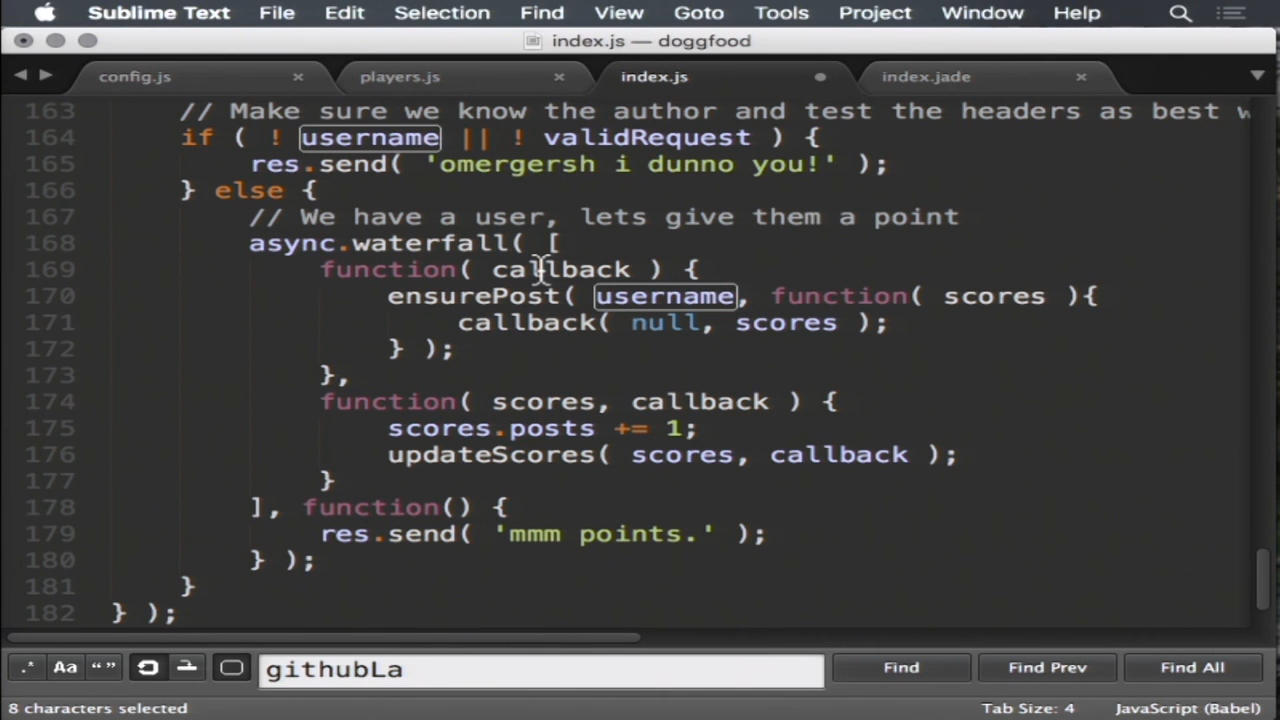 Sublime Text File Edit Selection Find View Goto Tools Project Window Help
index.js — doggfood
config.js × players.js × index.js index.jade ×
163 // Make sure we know the author and test the headers as best w
164 if ( ! username || ! validRequest ) {
165 res.send( 'omergersh i dunno you!' );
166 } else {
167 // We have a user, lets give them a point
168 async.waterfall( [
169 function( callback ) {
170 ensurePost( username, function( scores ){
171 callback( null, scores );
172 } );
173 },
174 function( scores, callback ) {
175 scores.posts += 1;
176 updateScores( scores, callback );
177 }
178 ], function() {
179 res.send( 'mmm points.' );
180 } );
181 }
182 } );
.* Aa “” githubLa Find Find Prev Find All
8 characters selected Tab Size: 4 JavaScript (Babel)